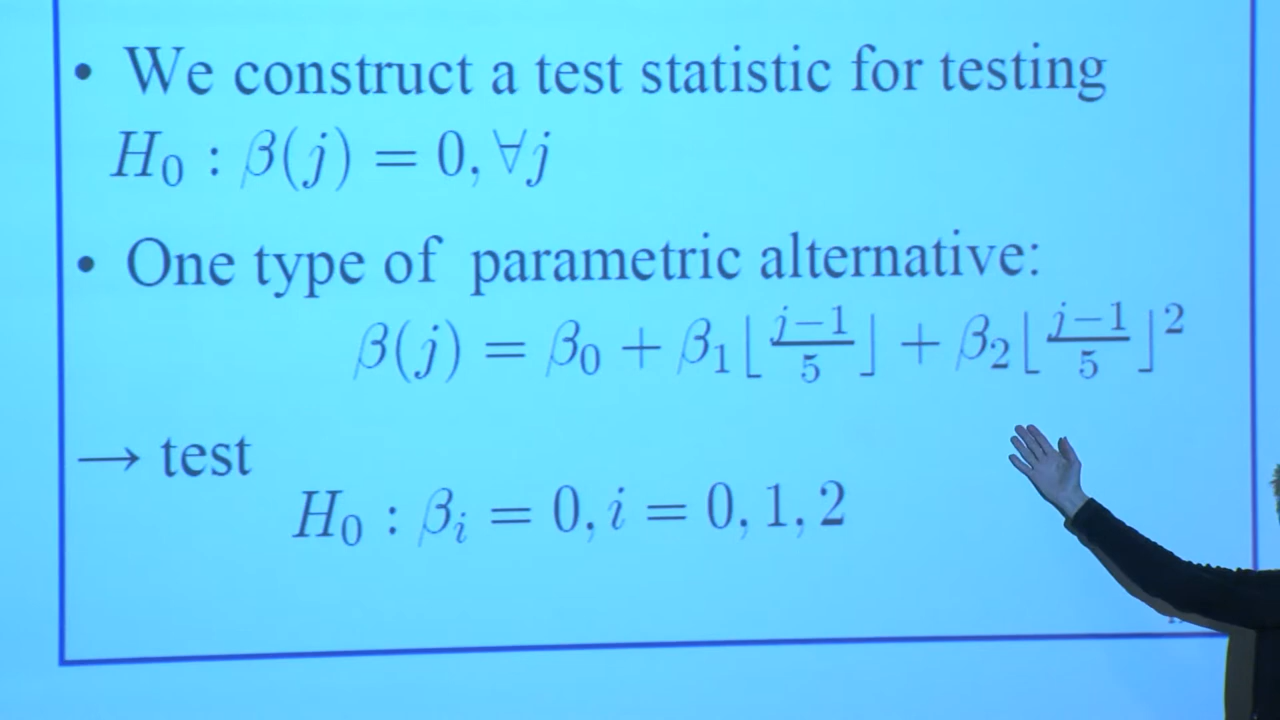 • We construct a test statistic for testing
H₀ : β(j) = 0, ∀j
• One type of parametric alternative:
β(j) = β₀ + β₁⌊(j−1)/5⌋ + β₂⌊(j−1)/5⌋²
→ test
H₀ : βᵢ = 0, i = 0, 1, 2